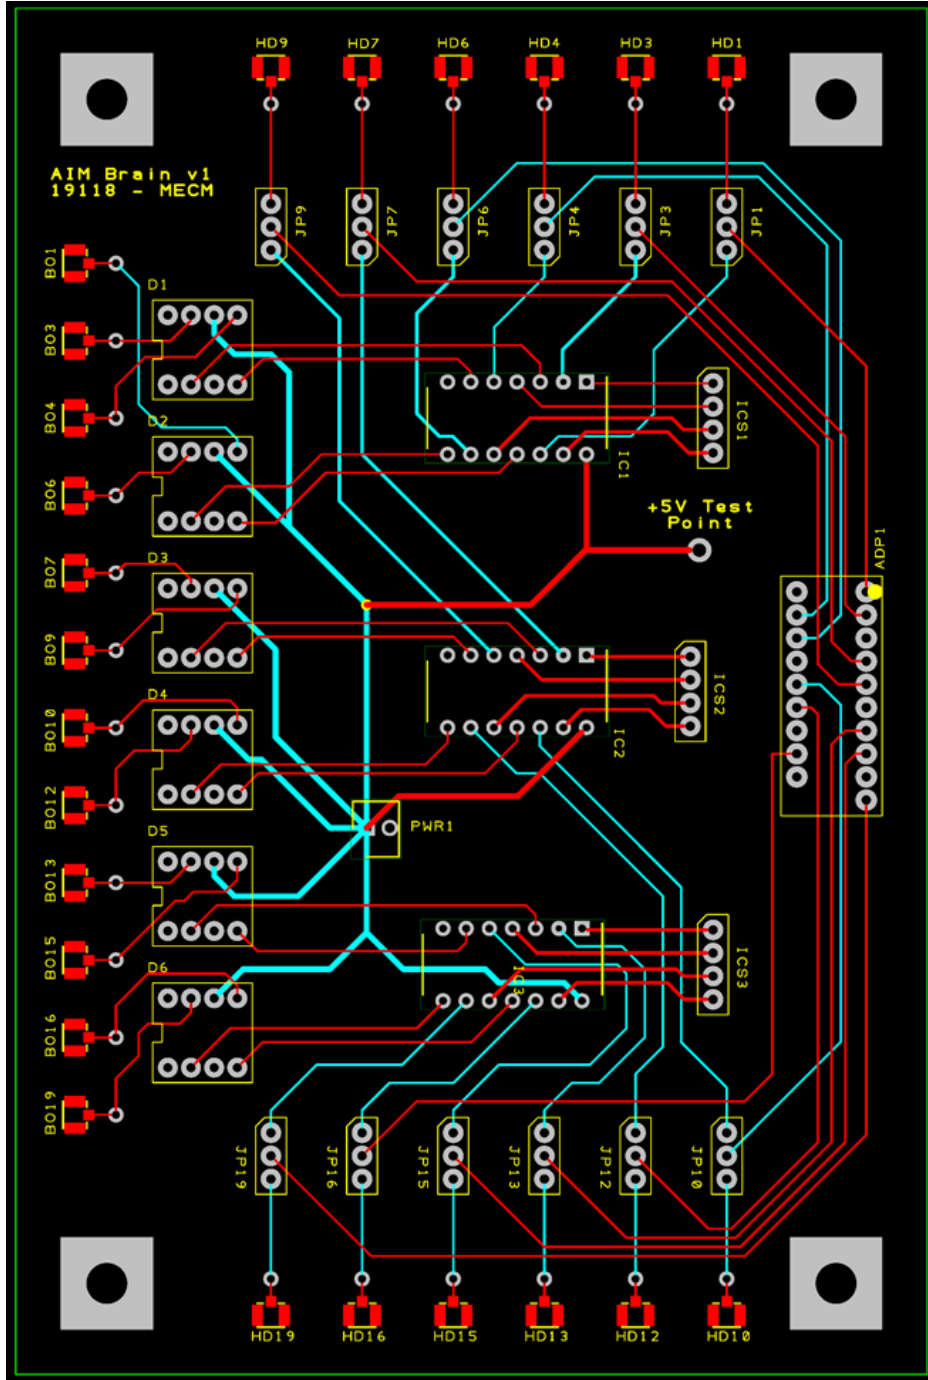 HD9 HD7 HD6 HD4 HD3 HD1
AIM Brain v1
19118 - MECM
JP9 JP7 JP6 JP4 JP3 JP1
BO1
D1
BO3
BO4
D2
ICS1
IC1
BO6
+5V Test
Point
ADP1
D3
BO7
BO9
ICS2
D4
BO10
IC2
BO12
PWR1
D5
BO13
BO15
D6
IC3
ICS3
BO16
BO19
JP19 JP16 JP15 JP13 JP12 JP10
HD19 HD16 HD15 HD13 HD12 HD10